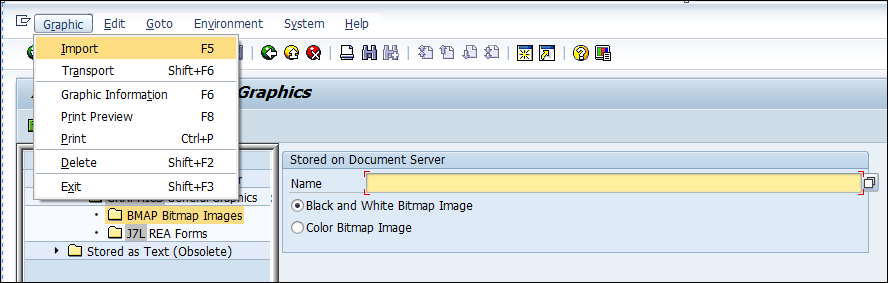 Graphic Edit Goto Environment System Help
Import F5
Transport Shift+F6
Graphic Information F6
Print Preview F8
Print Ctrl+P
Delete Shift+F2
Exit Shift+F3
Graphics
Stored on Document Server
Name
Black and White Bitmap Image
Color Bitmap Image
General Graphics
BMAP Bitmap Images
J7L REA Forms
Stored as Text (Obsolete)